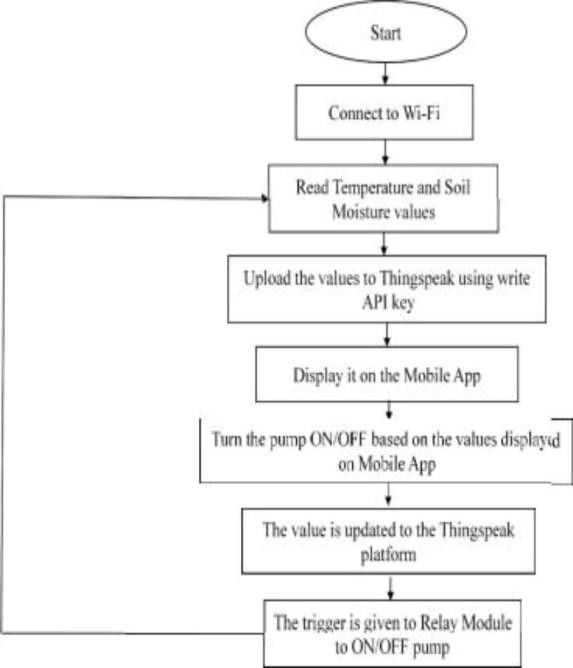 Start
Connect to Wi-Fi
Read Temperature and Soil
Moisture values
Upload the values to Thingspeak using write
API key
Display it on the Mobile App
Turn the pump ON/OFF based on the values displayed
on Mobile App
The value is updated to the Thingspeak
platform
The trigger is given to Relay Module
to ON/OFF pump